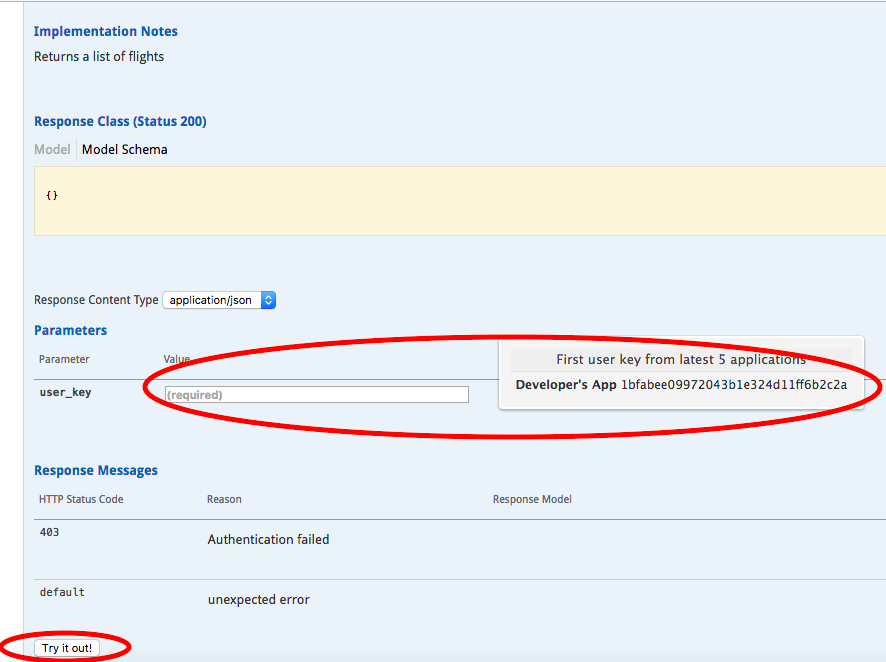 Implementation Notes
Returns a list of flights
Response Class (Status 200)
Model Model Schema
{}
Response Content Type application/json
Parameters
Parameter Value
First user key from latest 5 applications
user_key (required) Developer's App 1bfabee09972043b1e324d11ff6b2c2a
Response Messages
HTTP Status Code Reason Response Model
403 Authentication failed
default unexpected error
Try it out!